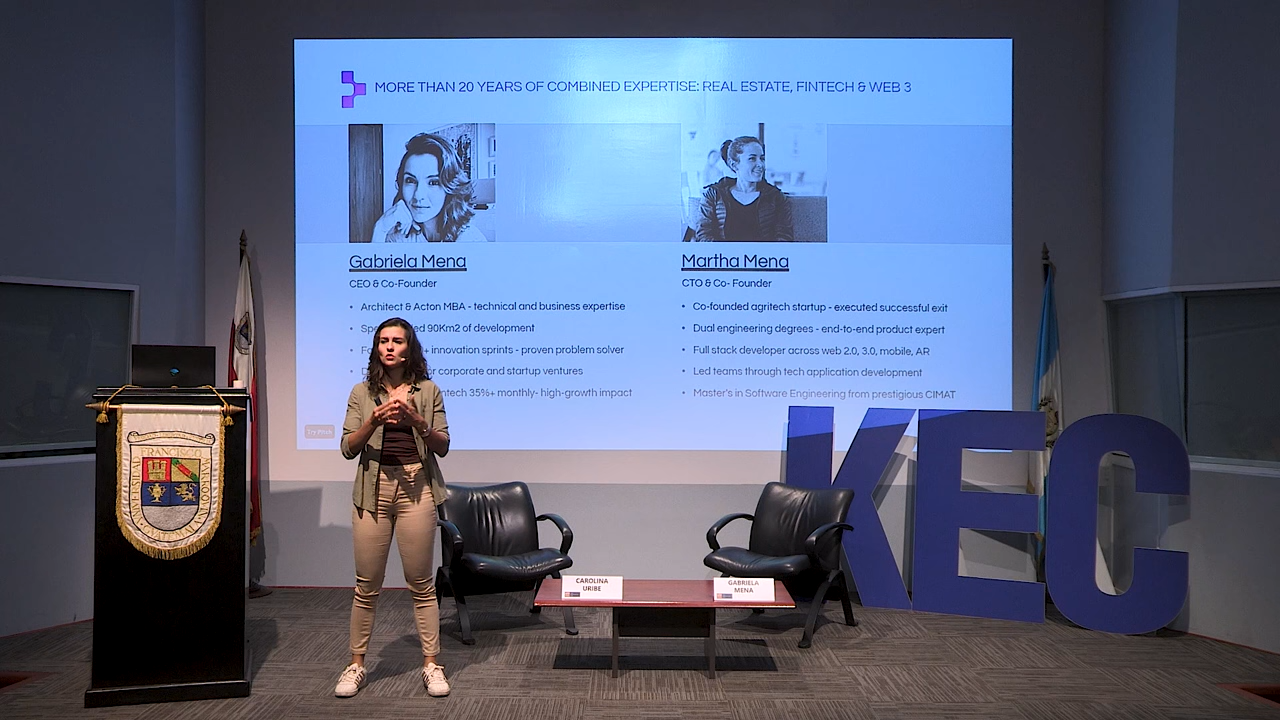 MORE THAN 20 YEARS OF COMBINED EXPERTISE: REAL ESTATE, FINTECH & WEB 3
Gabriela Mena
CEO & Co-Founder
• Architect & Acton MBA - technical and business expertise
• 90Km2 of development
• innovation sprints - proven problem solver
• corporate and startup ventures
• 35%+ monthly- high-growth impact
Martha Mena
CTO & Co- Founder
• Co-founded agritech startup - executed successful exit
• Dual engineering degrees - end-to-end product expert
• Full stack developer across web 2.0, 3.0, mobile, AR
• Led teams through tech application development
• Master's in Software Engineering from prestigious CIMAT
KEC
CAROLINA
URIBE
GABRIELA
MENA